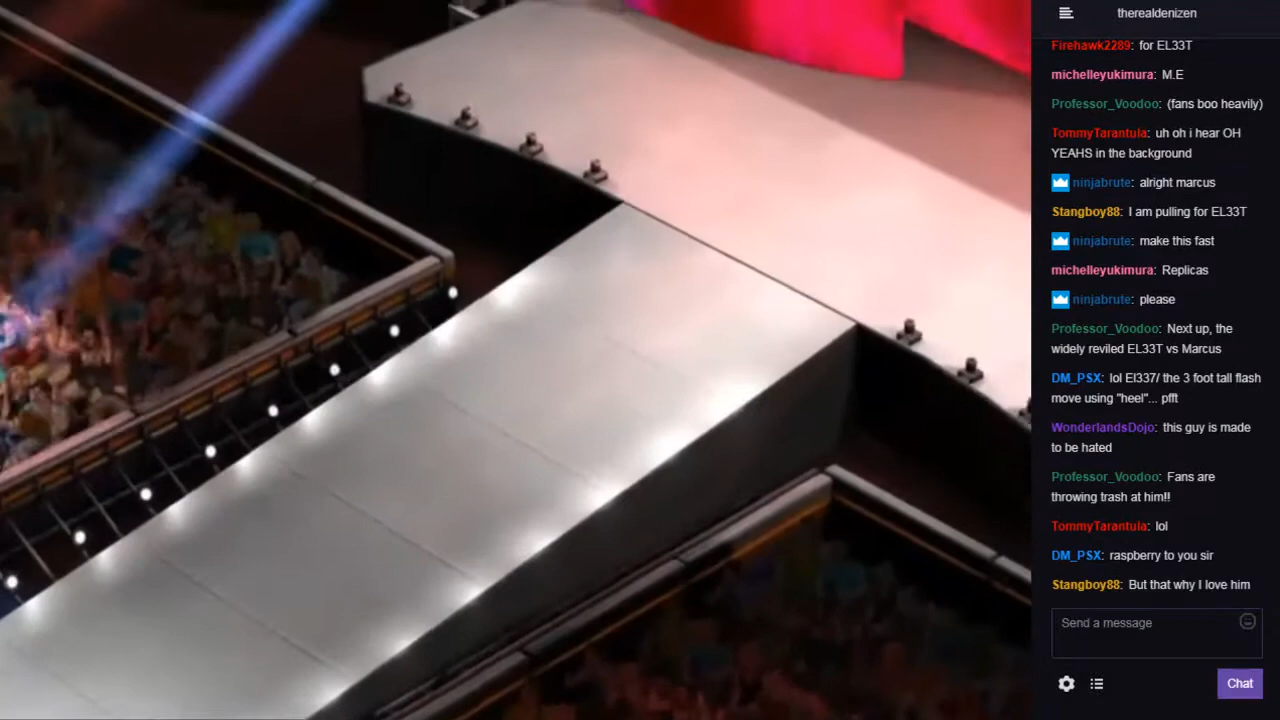 therealdenizen
Firehawk2289: for EL33T
michelleyukimura: M.E
Professor_Voodoo: (fans boo heavily)
TommyTarantula: uh oh i hear OH
YEAHS in the background
ninjabrute: alright marcus
Stangboy88: I am pulling for EL33T
ninjabrute: make this fast
michelleyukimura: Replicas
ninjabrute: please
Professor_Voodoo: Next up, the
widely reviled EL33T vs Marcus
DM_PSX: lol El337/ the 3 foot tall flash
move using "heel"... pfft
WonderlandsDojo: this guy is made
to be hated
Professor_Voodoo: Fans are
throwing trash at him!!
TommyTarantula: lol
DM_PSX: raspberry to you sir
Stangboy88: But that why I love him
Send a message
Chat